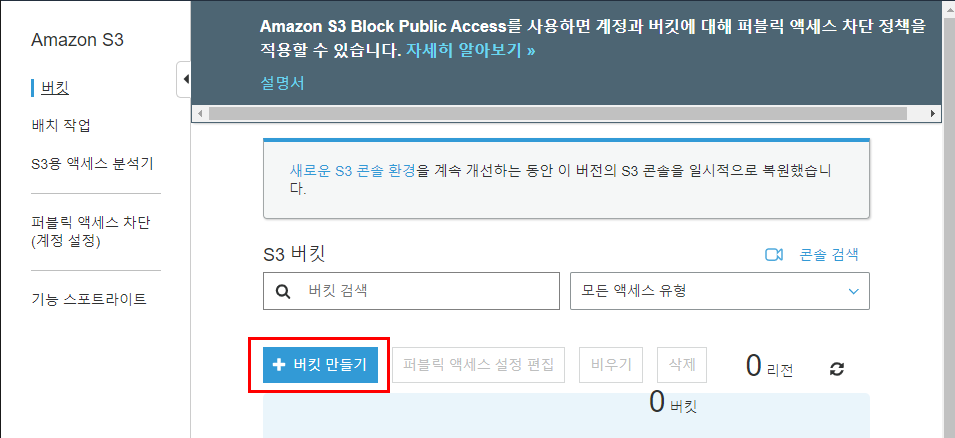 Amazon S3
버킷
배치 작업
S3용 액세스 분석기
퍼블릭 액세스 차단
(계정 설정)
기능 스포트라이트
Amazon S3 Block Public Access를 사용하면 계정과 버킷에 대해 퍼블릭 액세스 차단 정책을
적용할 수 있습니다. 자세히 알아보기 »
설명서
새로운 S3 콘솔 환경을 계속 개선하는 동안 이 버전의 S3 콘솔을 일시적으로 복원했습니
다.
S3 버킷
콘솔 검색
버킷 검색
모든 액세스 유형
+ 버킷 만들기
퍼블릭 액세스 설정 편집
비우기
삭제
0 리전
0 버킷